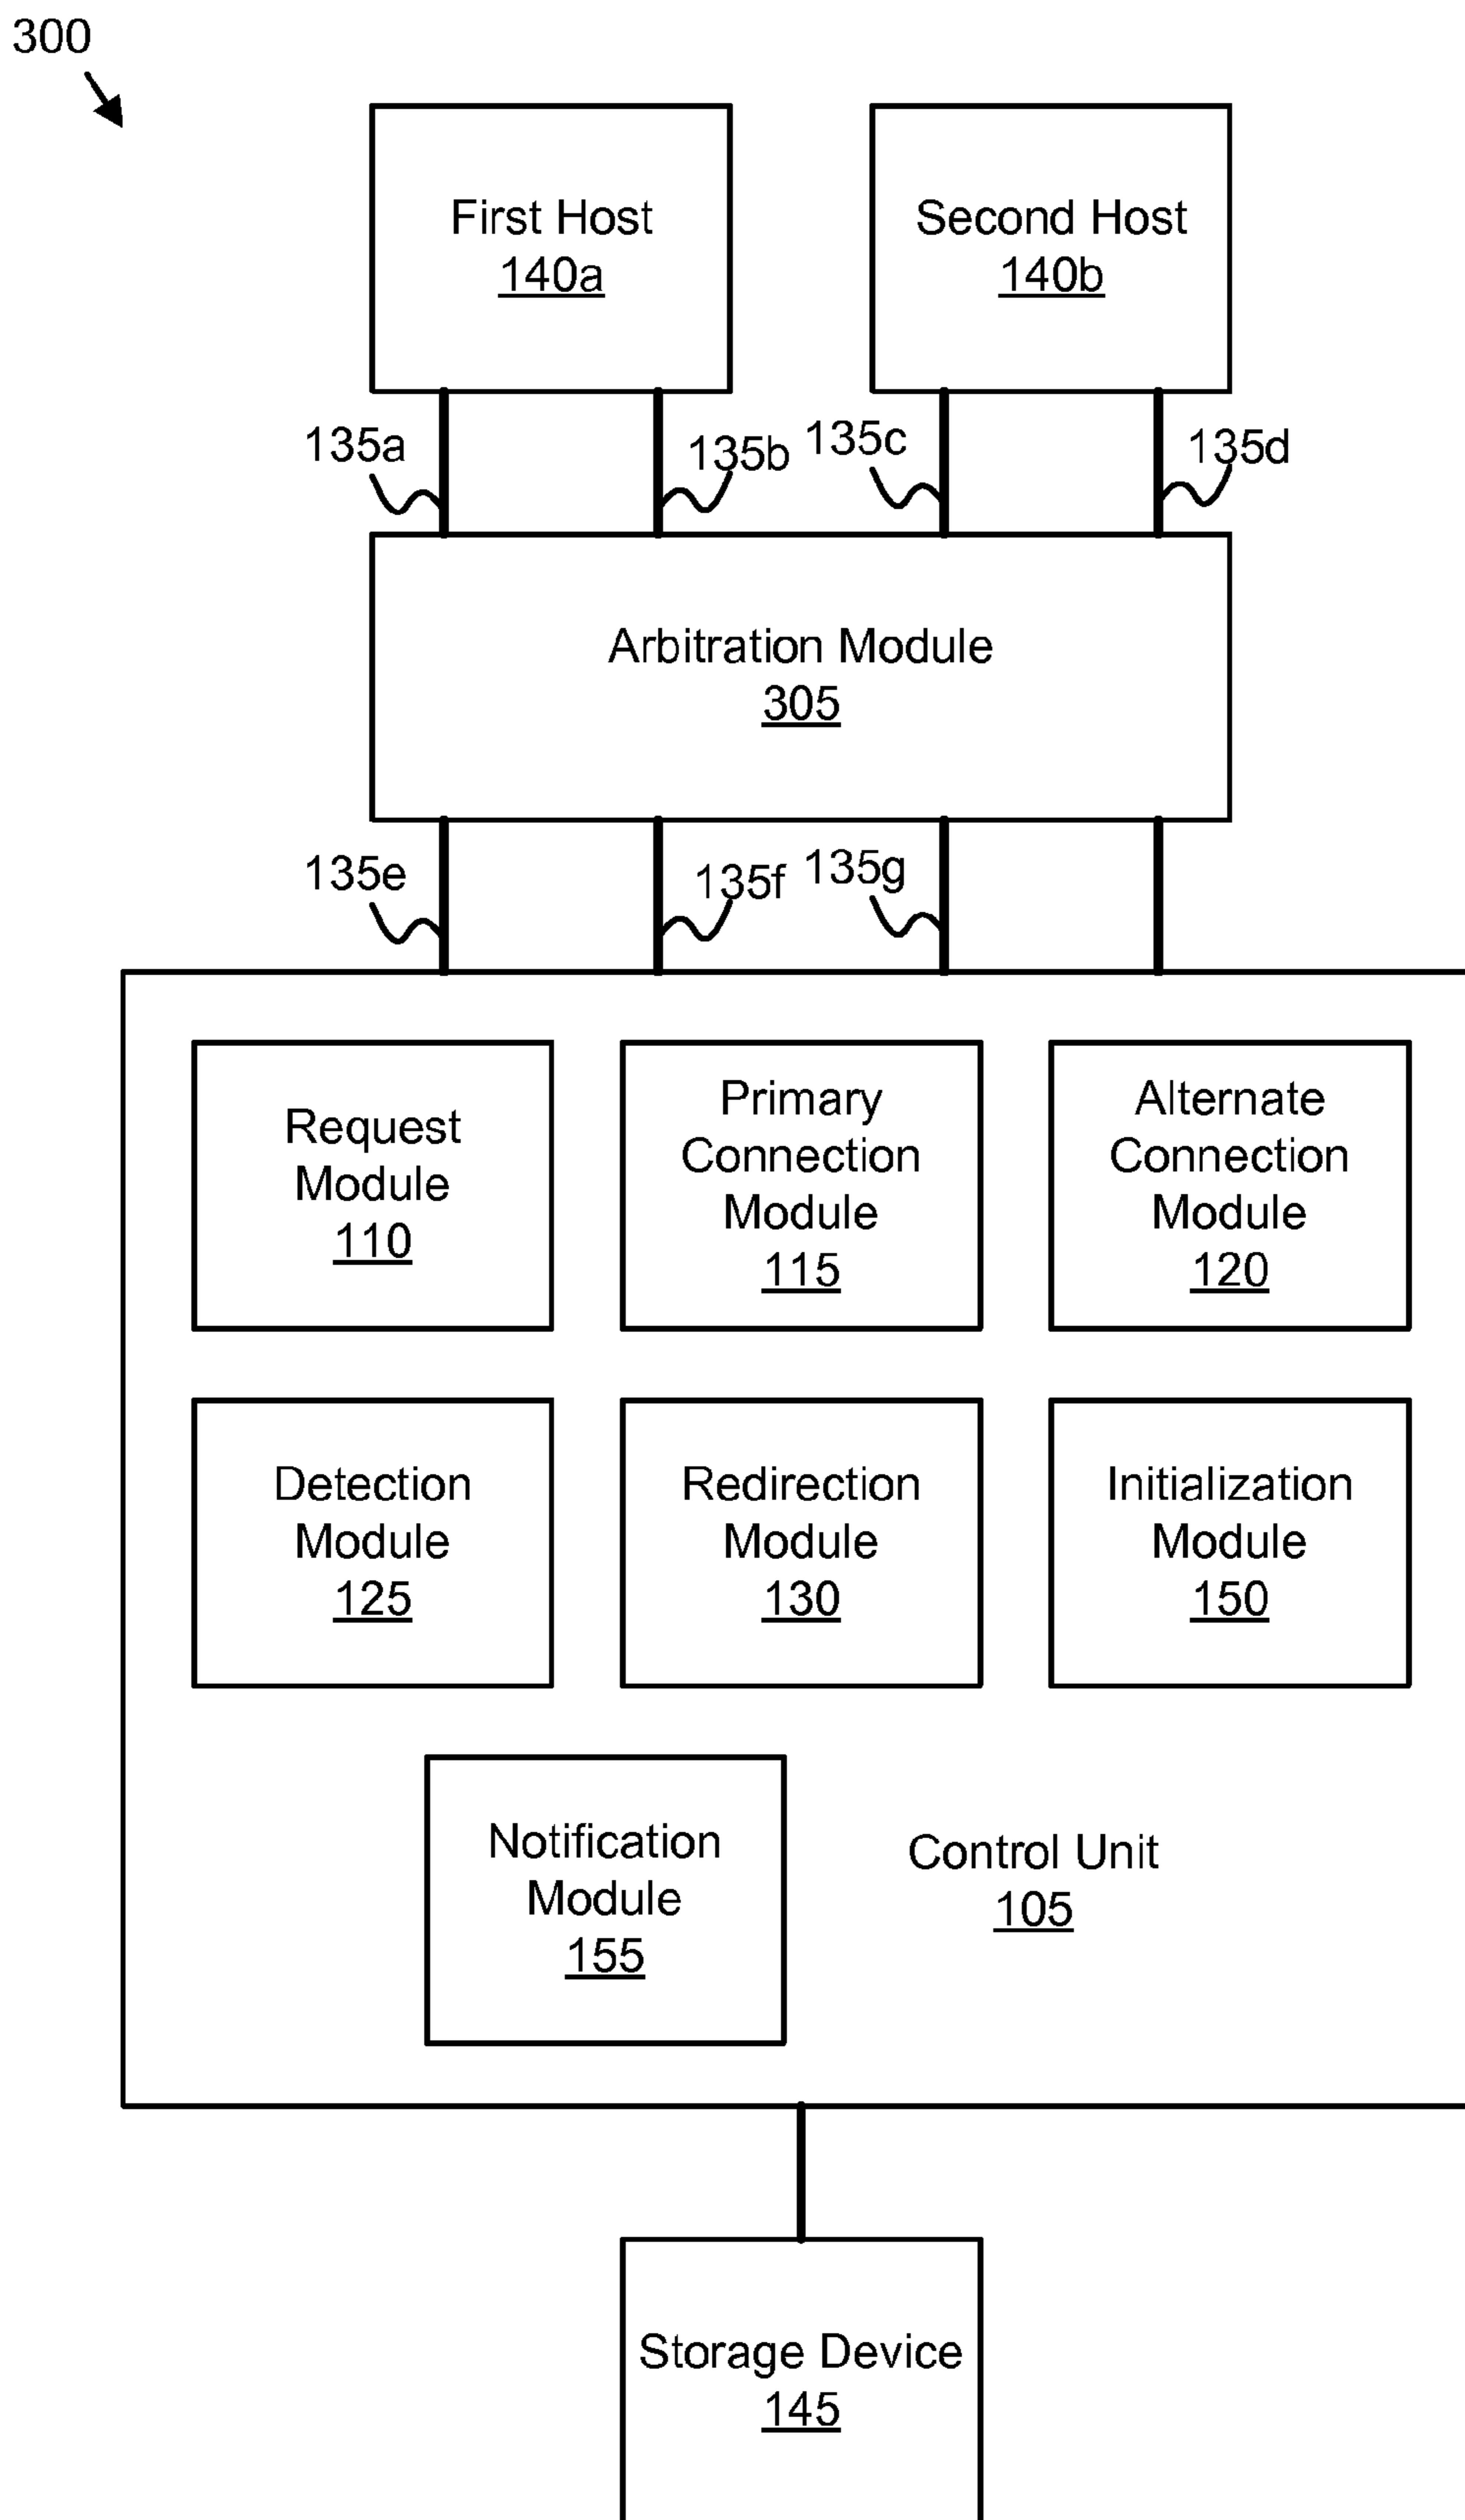 300
First Host
140a
Second Host
140b
135a
135b
135c
135d
Arbitration Module
305
135e
135f
135g
Request
Module
110
Primary
Connection
Module
115
Alternate
Connection
Module
120
Detection
Module
125
Redirection
Module
130
Initialization
Module
150
Notification
Module
155
Control Unit
105
Storage Device
145